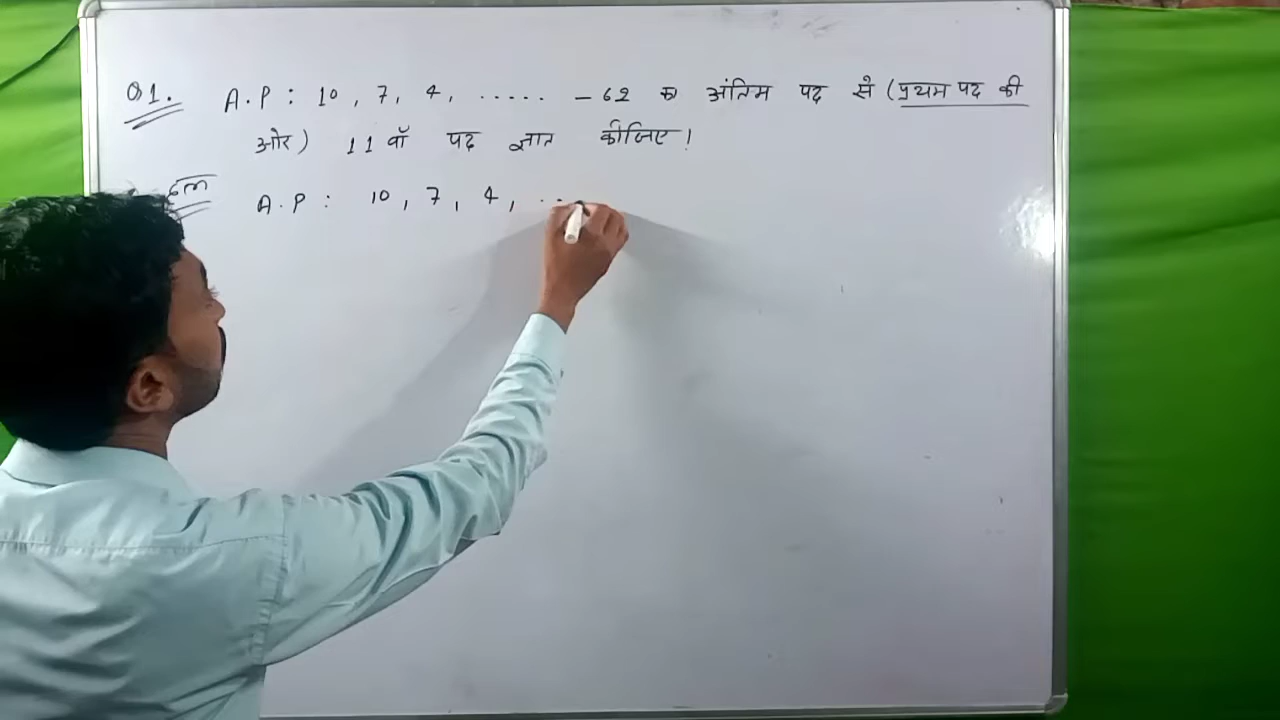 Q1. A.P : 10 , 7 , 4 , ..... -62 का अंतिम पद से (प्रथम पद की
ओर) 11 वाँ पद ज्ञात कीजिए।
हल A.P : 10 , 7 , 4 , ...